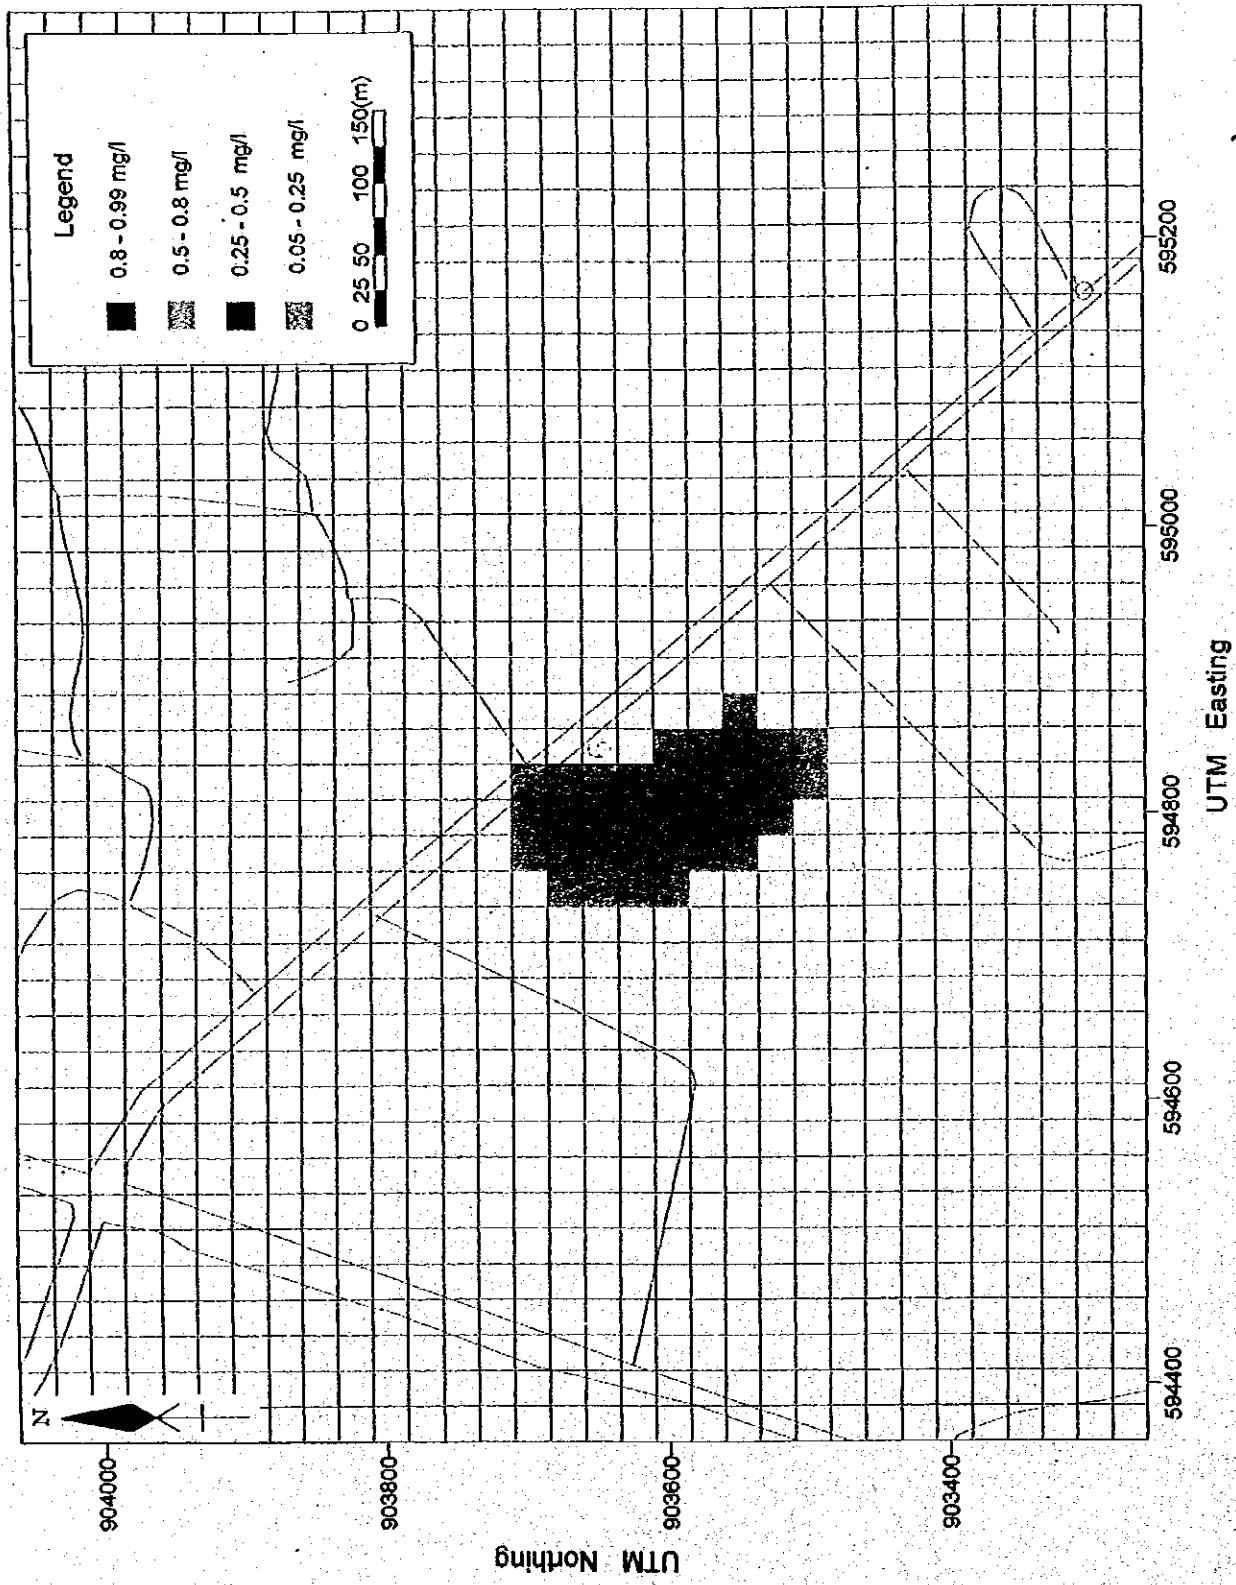 Legend
0.8 - 0.99 mg/l
0.5 - 0.8 mg/l
0.25 - 0.5 mg/l
0.05 - 0.25 mg/l
0 25 50 100 150(m)
N
904000
903800
903600
903400
UTM Northing
594400
594600
594800
595000
595200
UTM Easting